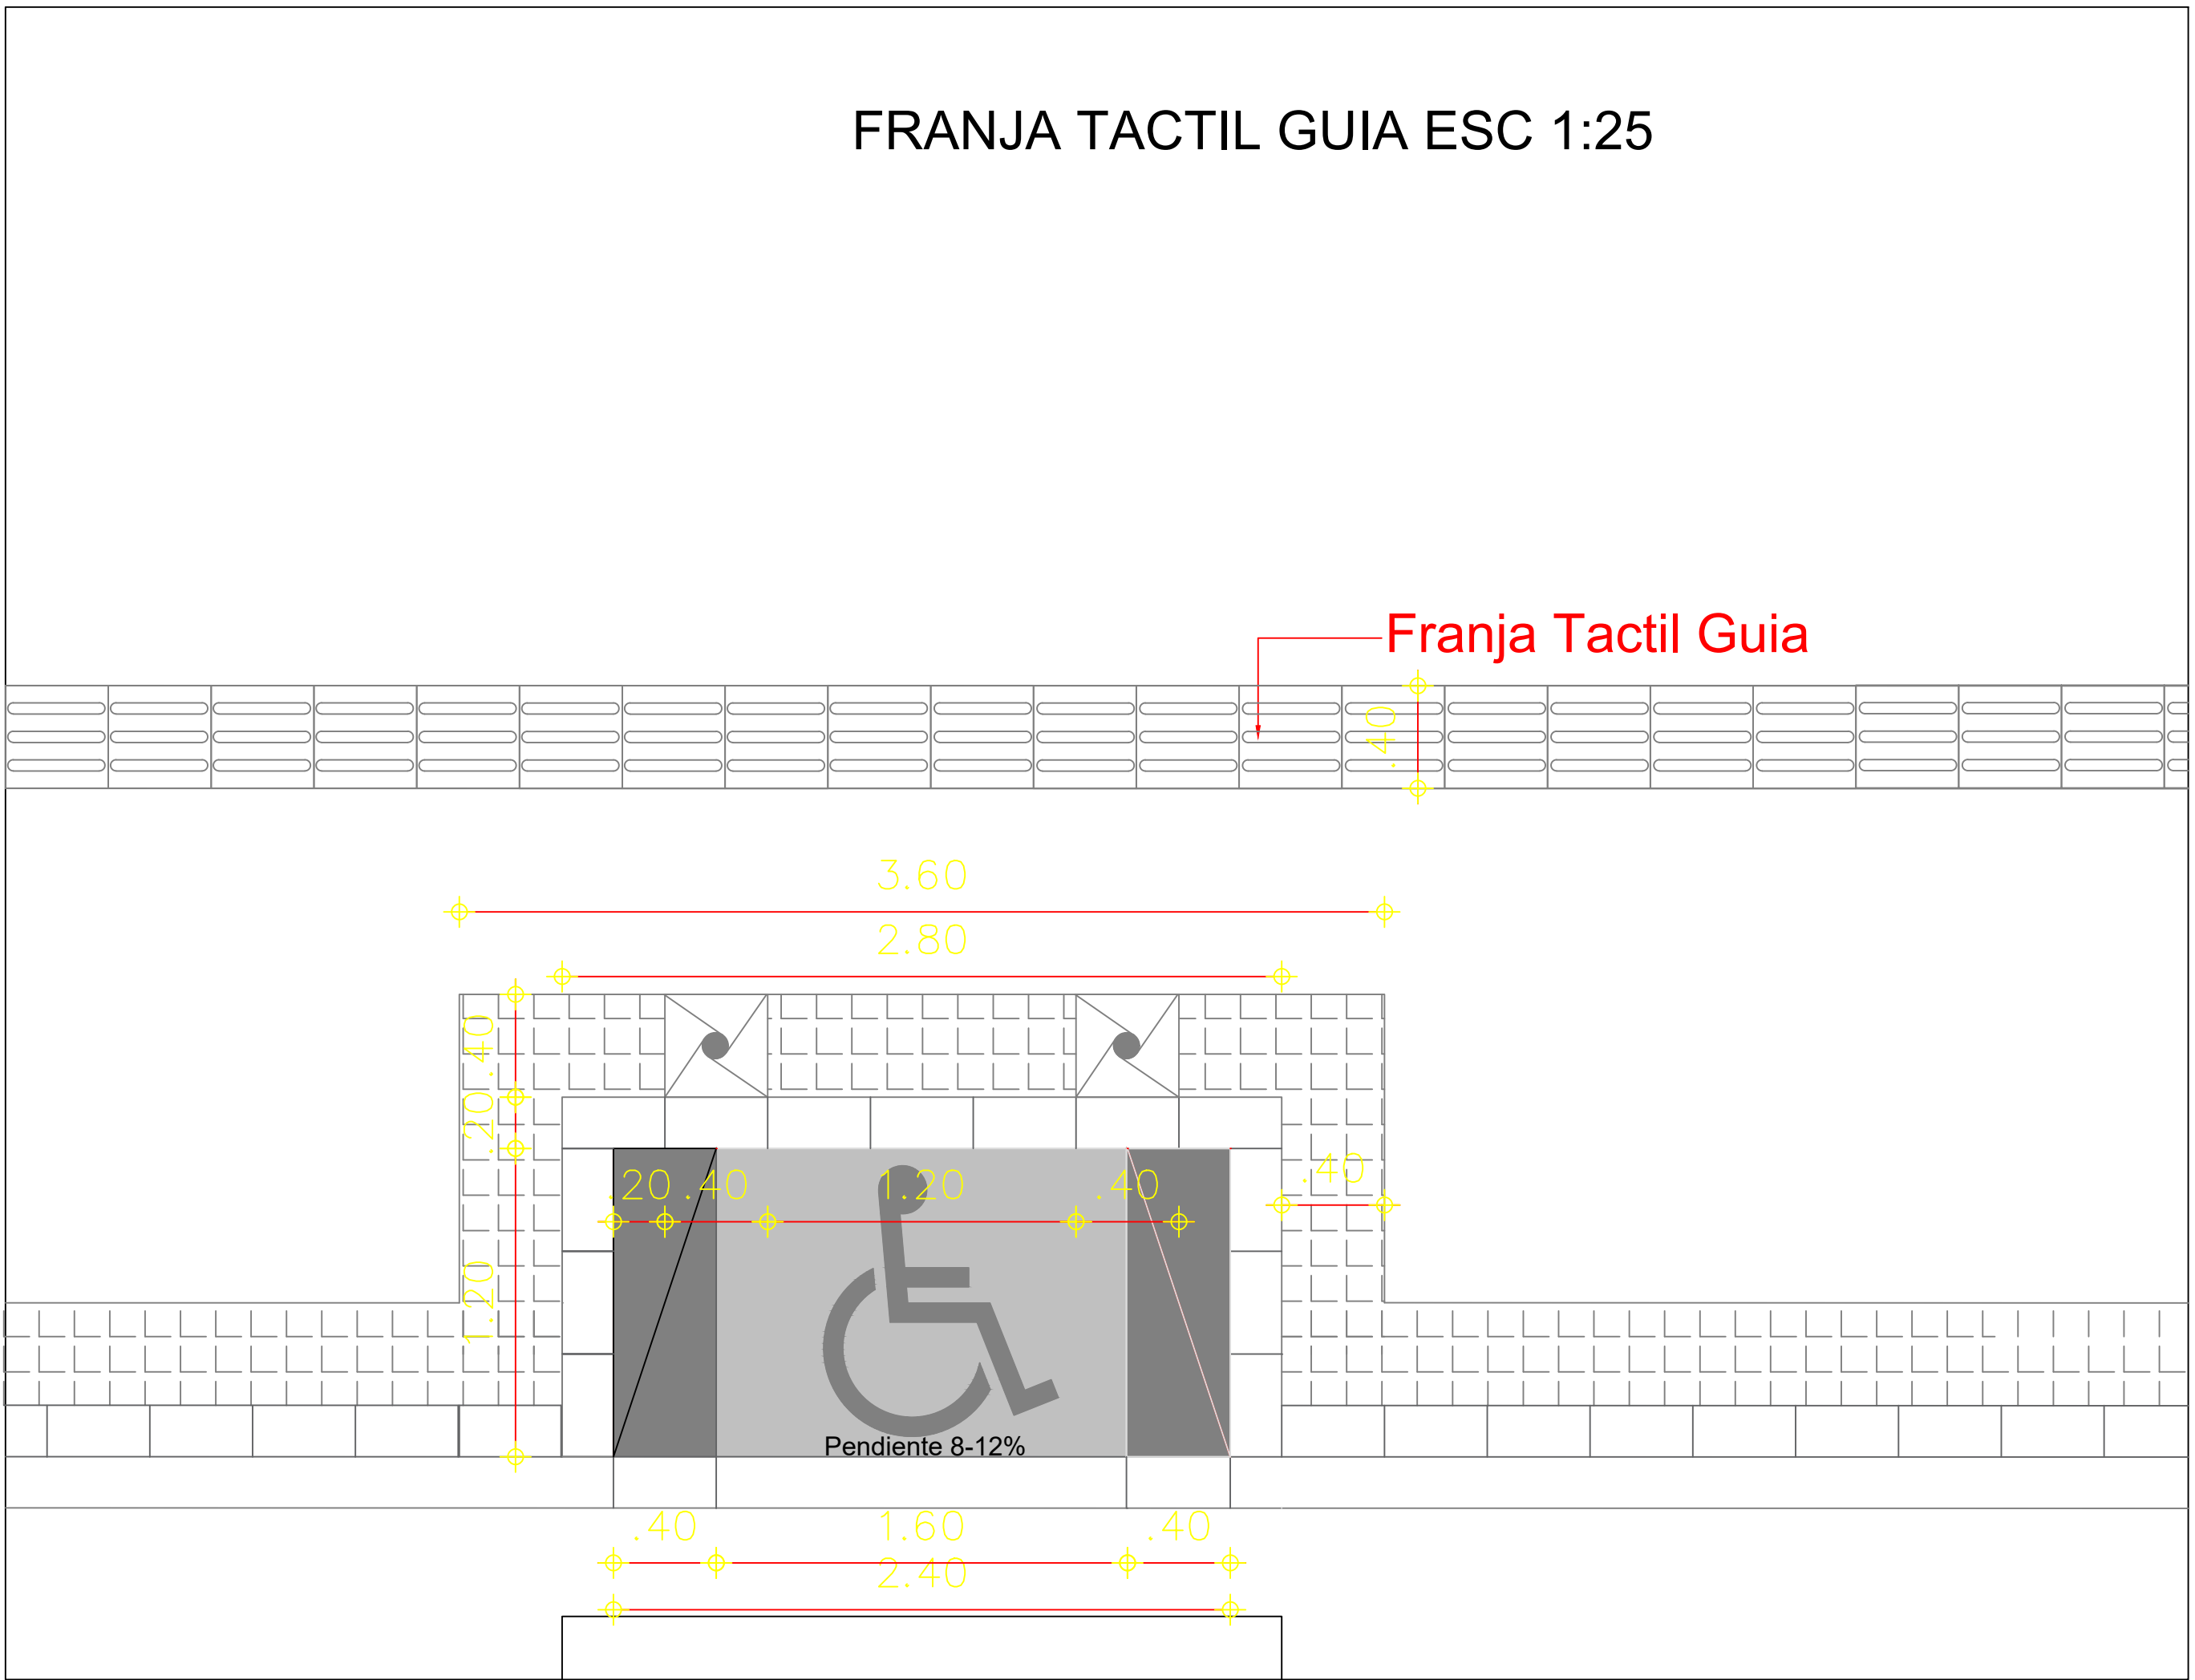 FRANJA TACTIL GUIA ESC 1:25
Franja Tactil Guia
.40
3.60
2.80
.40
.20
1.20
.20 .40 1.20 .40
.40
Pendiente 8-12%
.40 1.60 .40
2.40